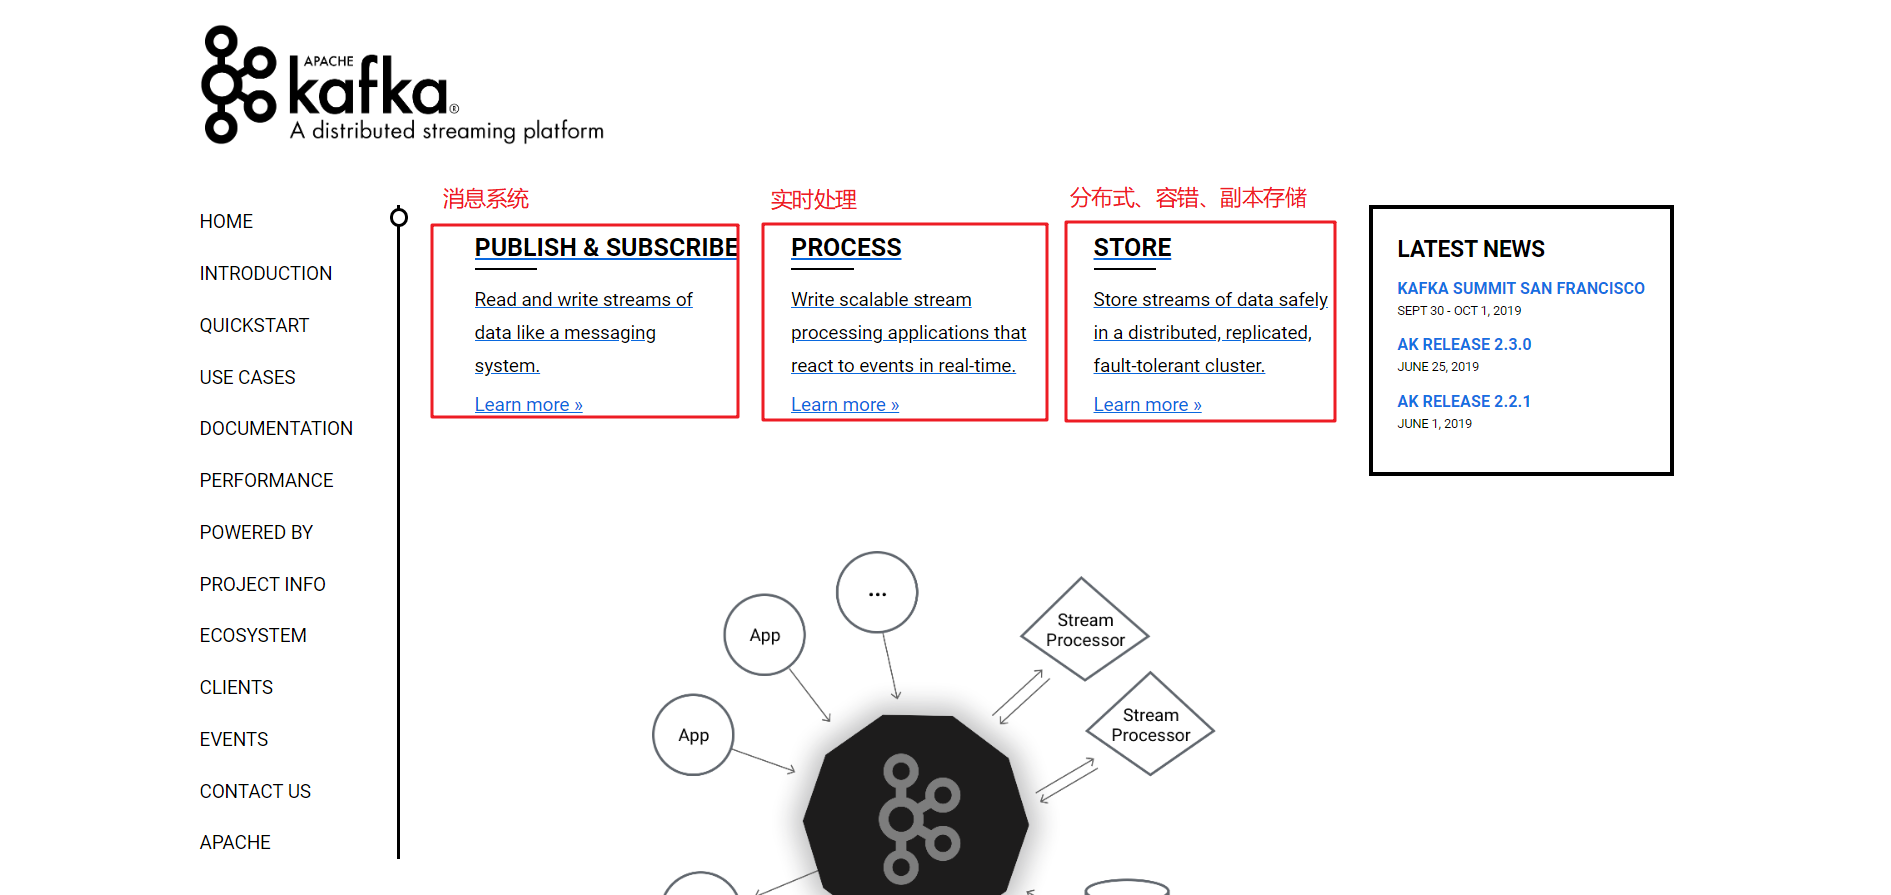 APACHE
kafka®
A distributed streaming platform
HOME
INTRODUCTION
QUICKSTART
USE CASES
DOCUMENTATION
PERFORMANCE
POWERED BY
PROJECT INFO
ECOSYSTEM
CLIENTS
EVENTS
CONTACT US
APACHE
消息系统
PUBLISH & SUBSCRIBE
Read and write streams of
data like a messaging
system.
Learn more »
实时处理
PROCESS
Write scalable stream
processing applications that
react to events in real-time.
Learn more »
分布式、容错、副本存储
STORE
Store streams of data safely
in a distributed, replicated,
fault-tolerant cluster.
Learn more »
LATEST NEWS
KAFKA SUMMIT SAN FRANCISCO
SEPT 30 - OCT 1, 2019
AK RELEASE 2.3.0
JUNE 25, 2019
AK RELEASE 2.2.1
JUNE 1, 2019
...
App
App
Stream
Processor
Stream
Processor